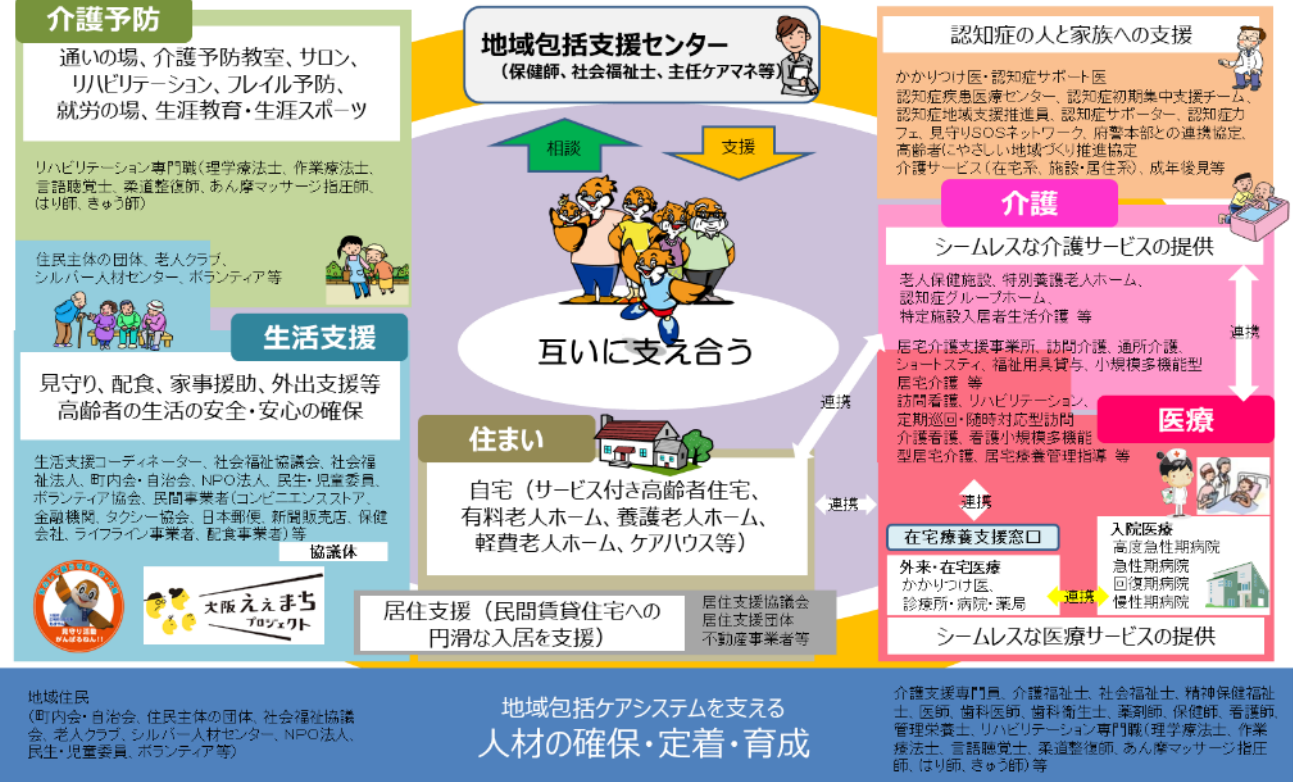 介護予防
通いの場、介護予防教室、サロン、
リハビリテーション、フレイル予防、
就労の場、生涯教育・生涯スポーツ
リハビリテーション専門職(理学療法士、作業療法士、
言語聴覚士、柔道整復師、あん摩マッサージ指圧師、
はり師、きゅう師)
住民主体の団体、老人クラブ、
シルバー人材センター、ボランティア等
生活支援
見守り、配食、家事援助、外出支援等
高齢者の生活の安全・安心の確保
生活支援コーディネーター、社会福祉協議会、社会福
祉法人、町内会・自治会、NPO法人、民生・児童委員、
ボランティア協会、民間事業者(コンビニエンスストア、
金融機関、タクシー協会、日本郵便、新聞販売店、保健
会社、ライフライン事業者、配食事業者)等
協議体
見守り活動
がんばるねん!!
大阪ええまち
プロジェクト
地域包括支援センター
(保健師、社会福祉士、主任ケアマネ等)
相談
支援
互いに支え合う
住まい
自宅(サービス付き高齢者住宅、
有料老人ホーム、養護老人ホーム、
軽費老人ホーム、ケアハウス等)
居住支援(民間賃貸住宅への
円滑な入居を支援)
居住支援協議会
居住支援団体
不動産事業者等
連携
連携
認知症の人と家族への支援
かかりつけ医・認知症サポート医
認知症疾患医療センター、認知症初期集中支援チーム、
認知症地域支援推進員、認知症サポーター、認知症カ
フェ、見守りSOSネットワーク、府警本部との連携協定、
高齢者にやさしい地域づくり推進協定
介護サービス(在宅系、施設・居住系)、成年後見等
介護
シームレスな介護サービスの提供
老人保健施設、特別養護老人ホーム、
認知症グループホーム、
特定施設入居者生活介護 等
連携
居宅介護支援事業所、訪問介護、通所介護、
ショートスティ、福祉用具貸与、小規模多機能型
居宅介護 等
訪問看護、リハビリテーション、
定期巡回・随時対応型訪問
介護看護、看護小規模多機能
型居宅介護、居宅療養管理指導 等
医療
連携
在宅療養支援窓口
外来・在宅医療
かかりつけ医、
診療所・病院・薬局
連携
入院医療
高度急性期病院
急性期病院
回復期病院
慢性期病院
シームレスな医療サービスの提供
地域住民
(町内会・自治会、住民主体の団体、社会福祉協議
会、老人クラブ、シルバー人材センター、NPO法人、
民生・児童委員、ボランティア等)
地域包括ケアシステムを支える
人材の確保・定着・育成
介護支援専門員、介護福祉士、社会福祉士、精神保健福祉
士、医師、歯科医師、歯科衛生士、薬剤師、保健師、看護師、
管理栄養士、リハビリテーション専門職(理学療法士、作業
療法士、言語聴覚士、柔道整復師、あん摩マッサージ指圧
師、はり師、きゅう師)等